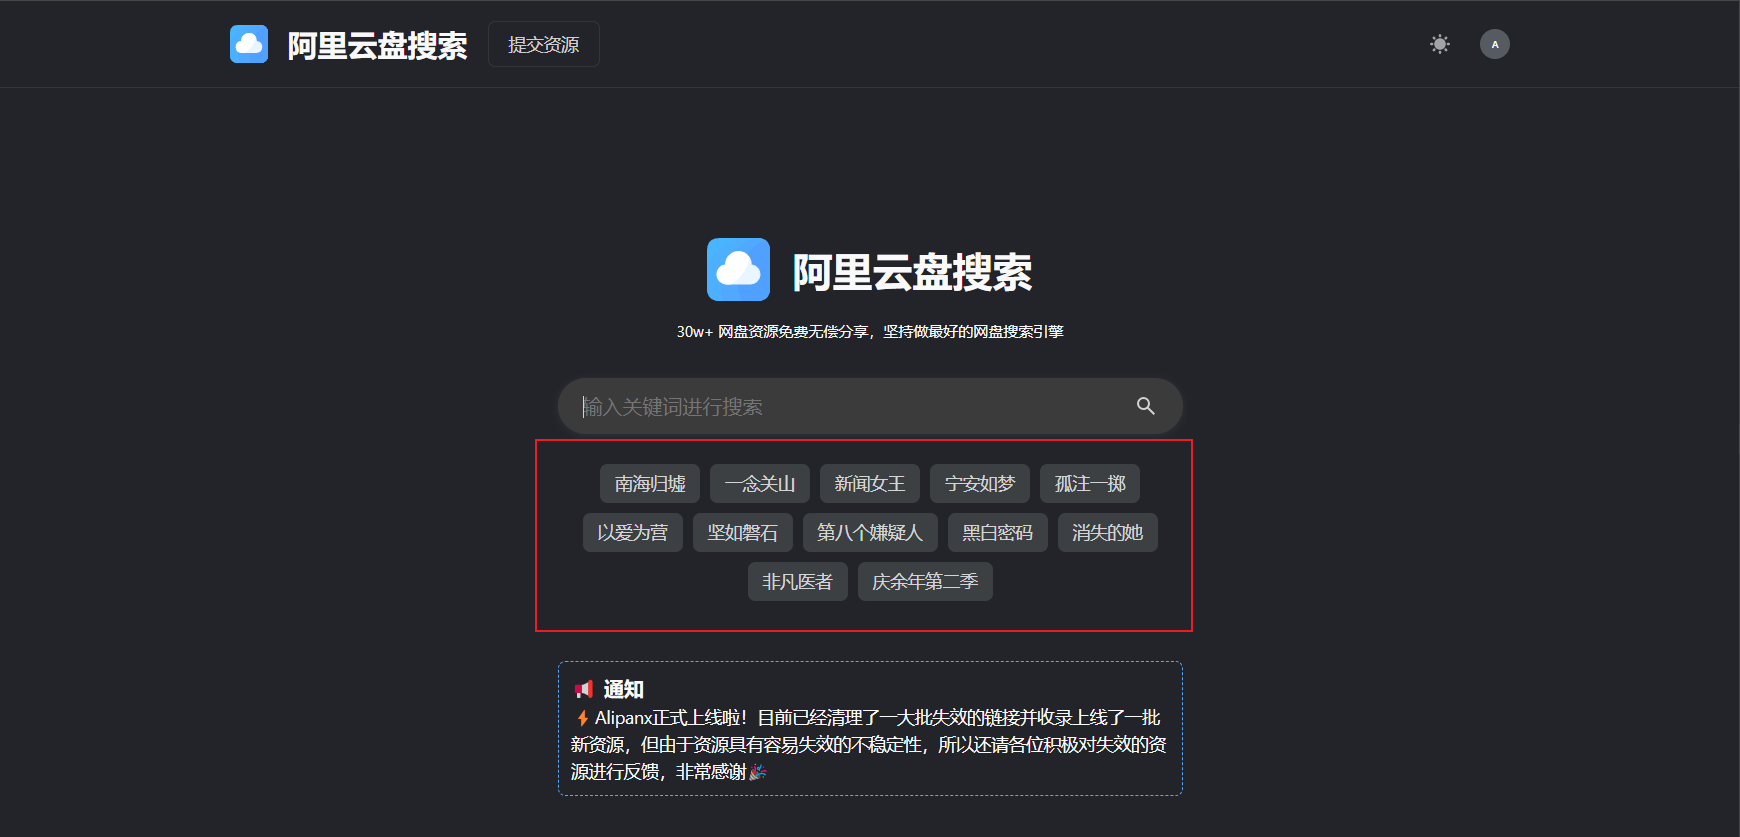 阿里云盘搜索 提交资源 A
阿里云盘搜索
30w+ 网盘资源免费无偿分享，坚持做最好的网盘搜索引擎
输入关键词进行搜索
南海归墟 一念关山 新闻女王 宁安如梦 孤注一掷
以爱为营 坚如磐石 第八个嫌疑人 黑白密码 消失的她
非凡医者 庆余年第二季
通知
Alipanx正式上线啦！目前已经清理了一大批失效的链接并收录上线了一批
新资源，但由于资源具有容易失效的不稳定性，所以还请各位积极对失效的资
源进行反馈，非常感谢🎉